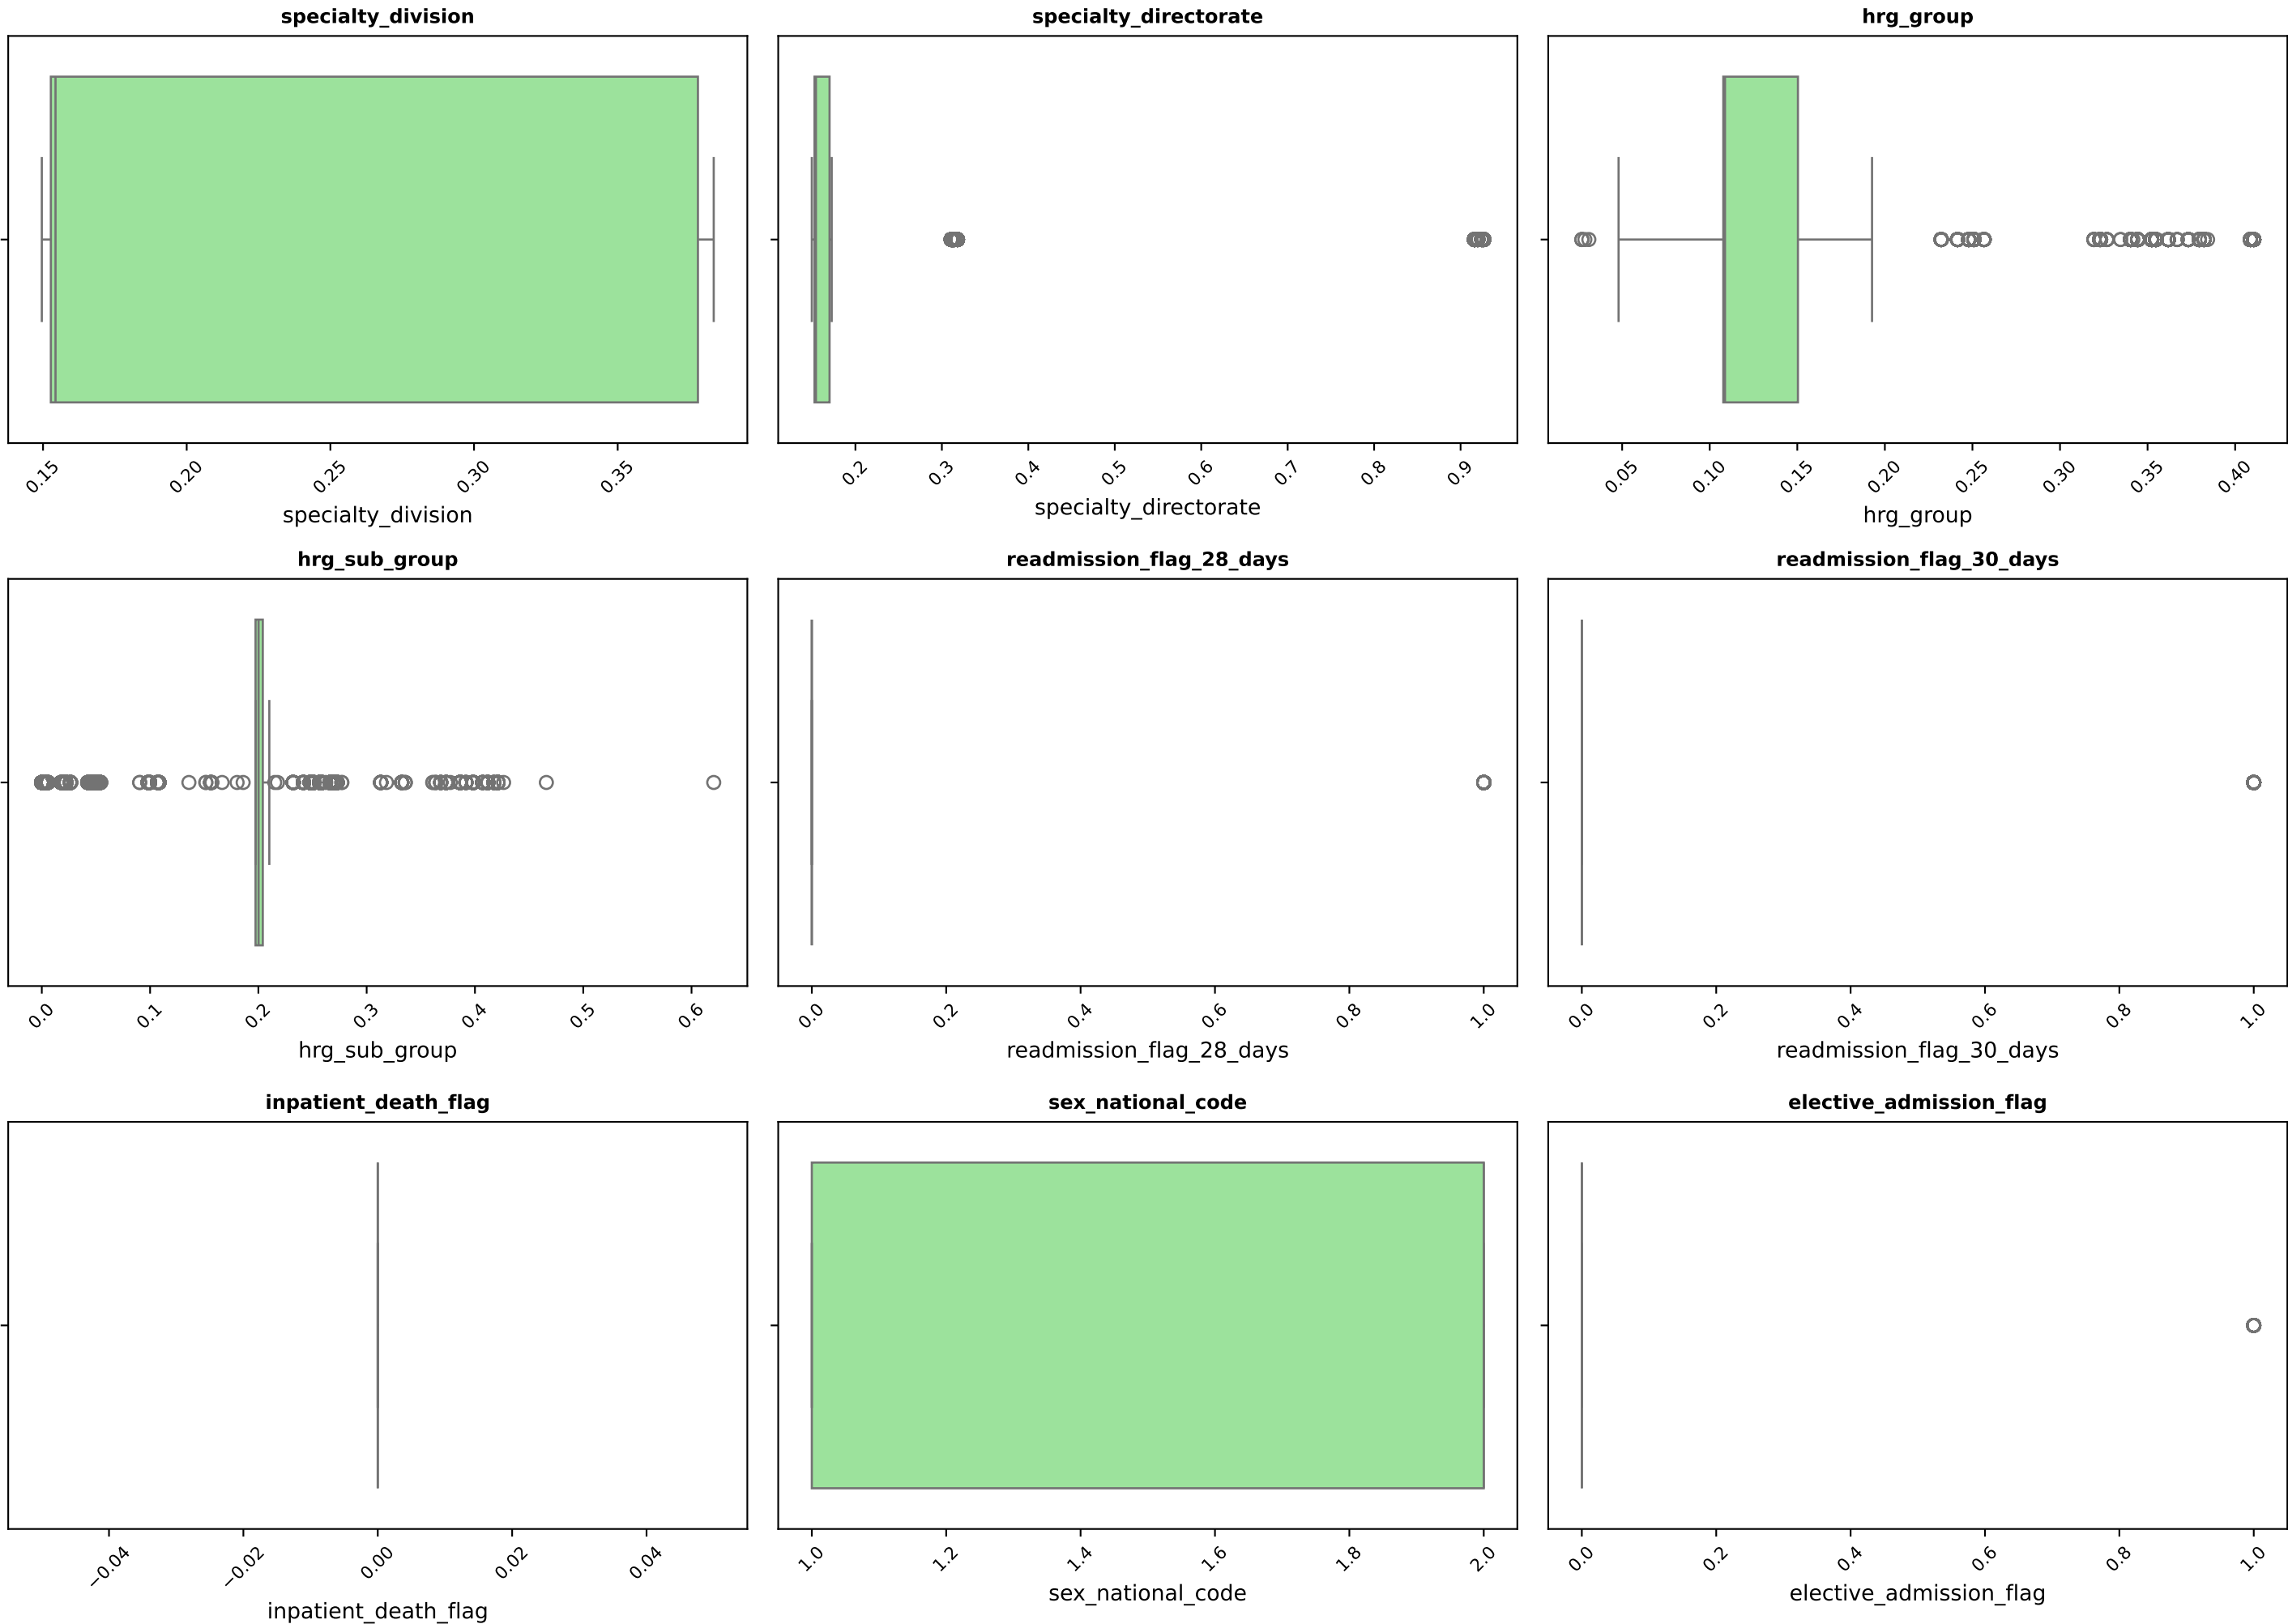 specialty_division
specialty_directorate
hrg_group
0.15 0.20 0.25 0.30 0.35
0.2 0.3 0.4 0.5 0.6 0.7 0.8 0.9
0.05 0.10 0.15 0.20 0.25 0.30 0.35 0.40
specialty_division
specialty_directorate
hrg_group
hrg_sub_group
readmission_flag_28_days
readmission_flag_30_days
0.0 0.1 0.2 0.3 0.4 0.5 0.6
0.0 0.2 0.4 0.6 0.8 1.0
0.0 0.2 0.4 0.6 0.8 1.0
hrg_sub_group
readmission_flag_28_days
readmission_flag_30_days
inpatient_death_flag
sex_national_code
elective_admission_flag
−0.04 −0.02 0.00 0.02 0.04
1.0 1.2 1.4 1.6 1.8 2.0
0.0 0.2 0.4 0.6 0.8 1.0
inpatient_death_flag
sex_national_code
elective_admission_flag